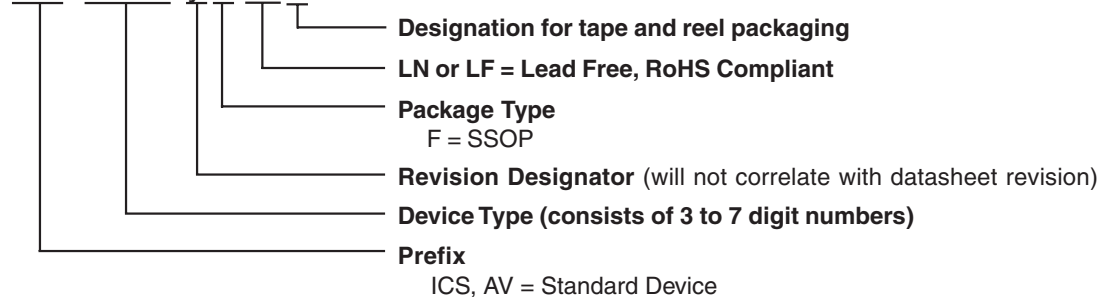 Designation for tape and reel packaging
LN or LF = Lead Free, RoHS Compliant
Package Type
F = SSOP
Revision Designator (will not correlate with datasheet revision)
Device Type (consists of 3 to 7 digit numbers)
Prefix
ICS, AV = Standard Device